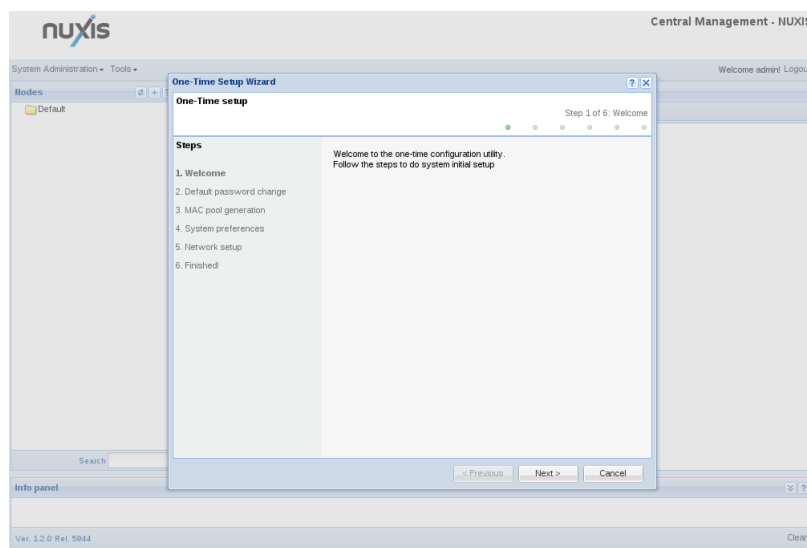 nuxis
Central Management - NUXIS
System Administration Tools
Welcome admin! Logou
Nodes
Default
One-Time Setup Wizard
One-Time setup
Step 1 of 6: Welcome
Steps
1. Welcome
2. Default password change
3. MAC pool generation
4. System preferences
5. Network setup
6. Finished!
Welcome to the one-time configuration utility.
Follow the steps to do system initial setup
Search
< Previous Next > Cancel
Info panel
Ver. 1.2.0 Rel. 5944
Clear